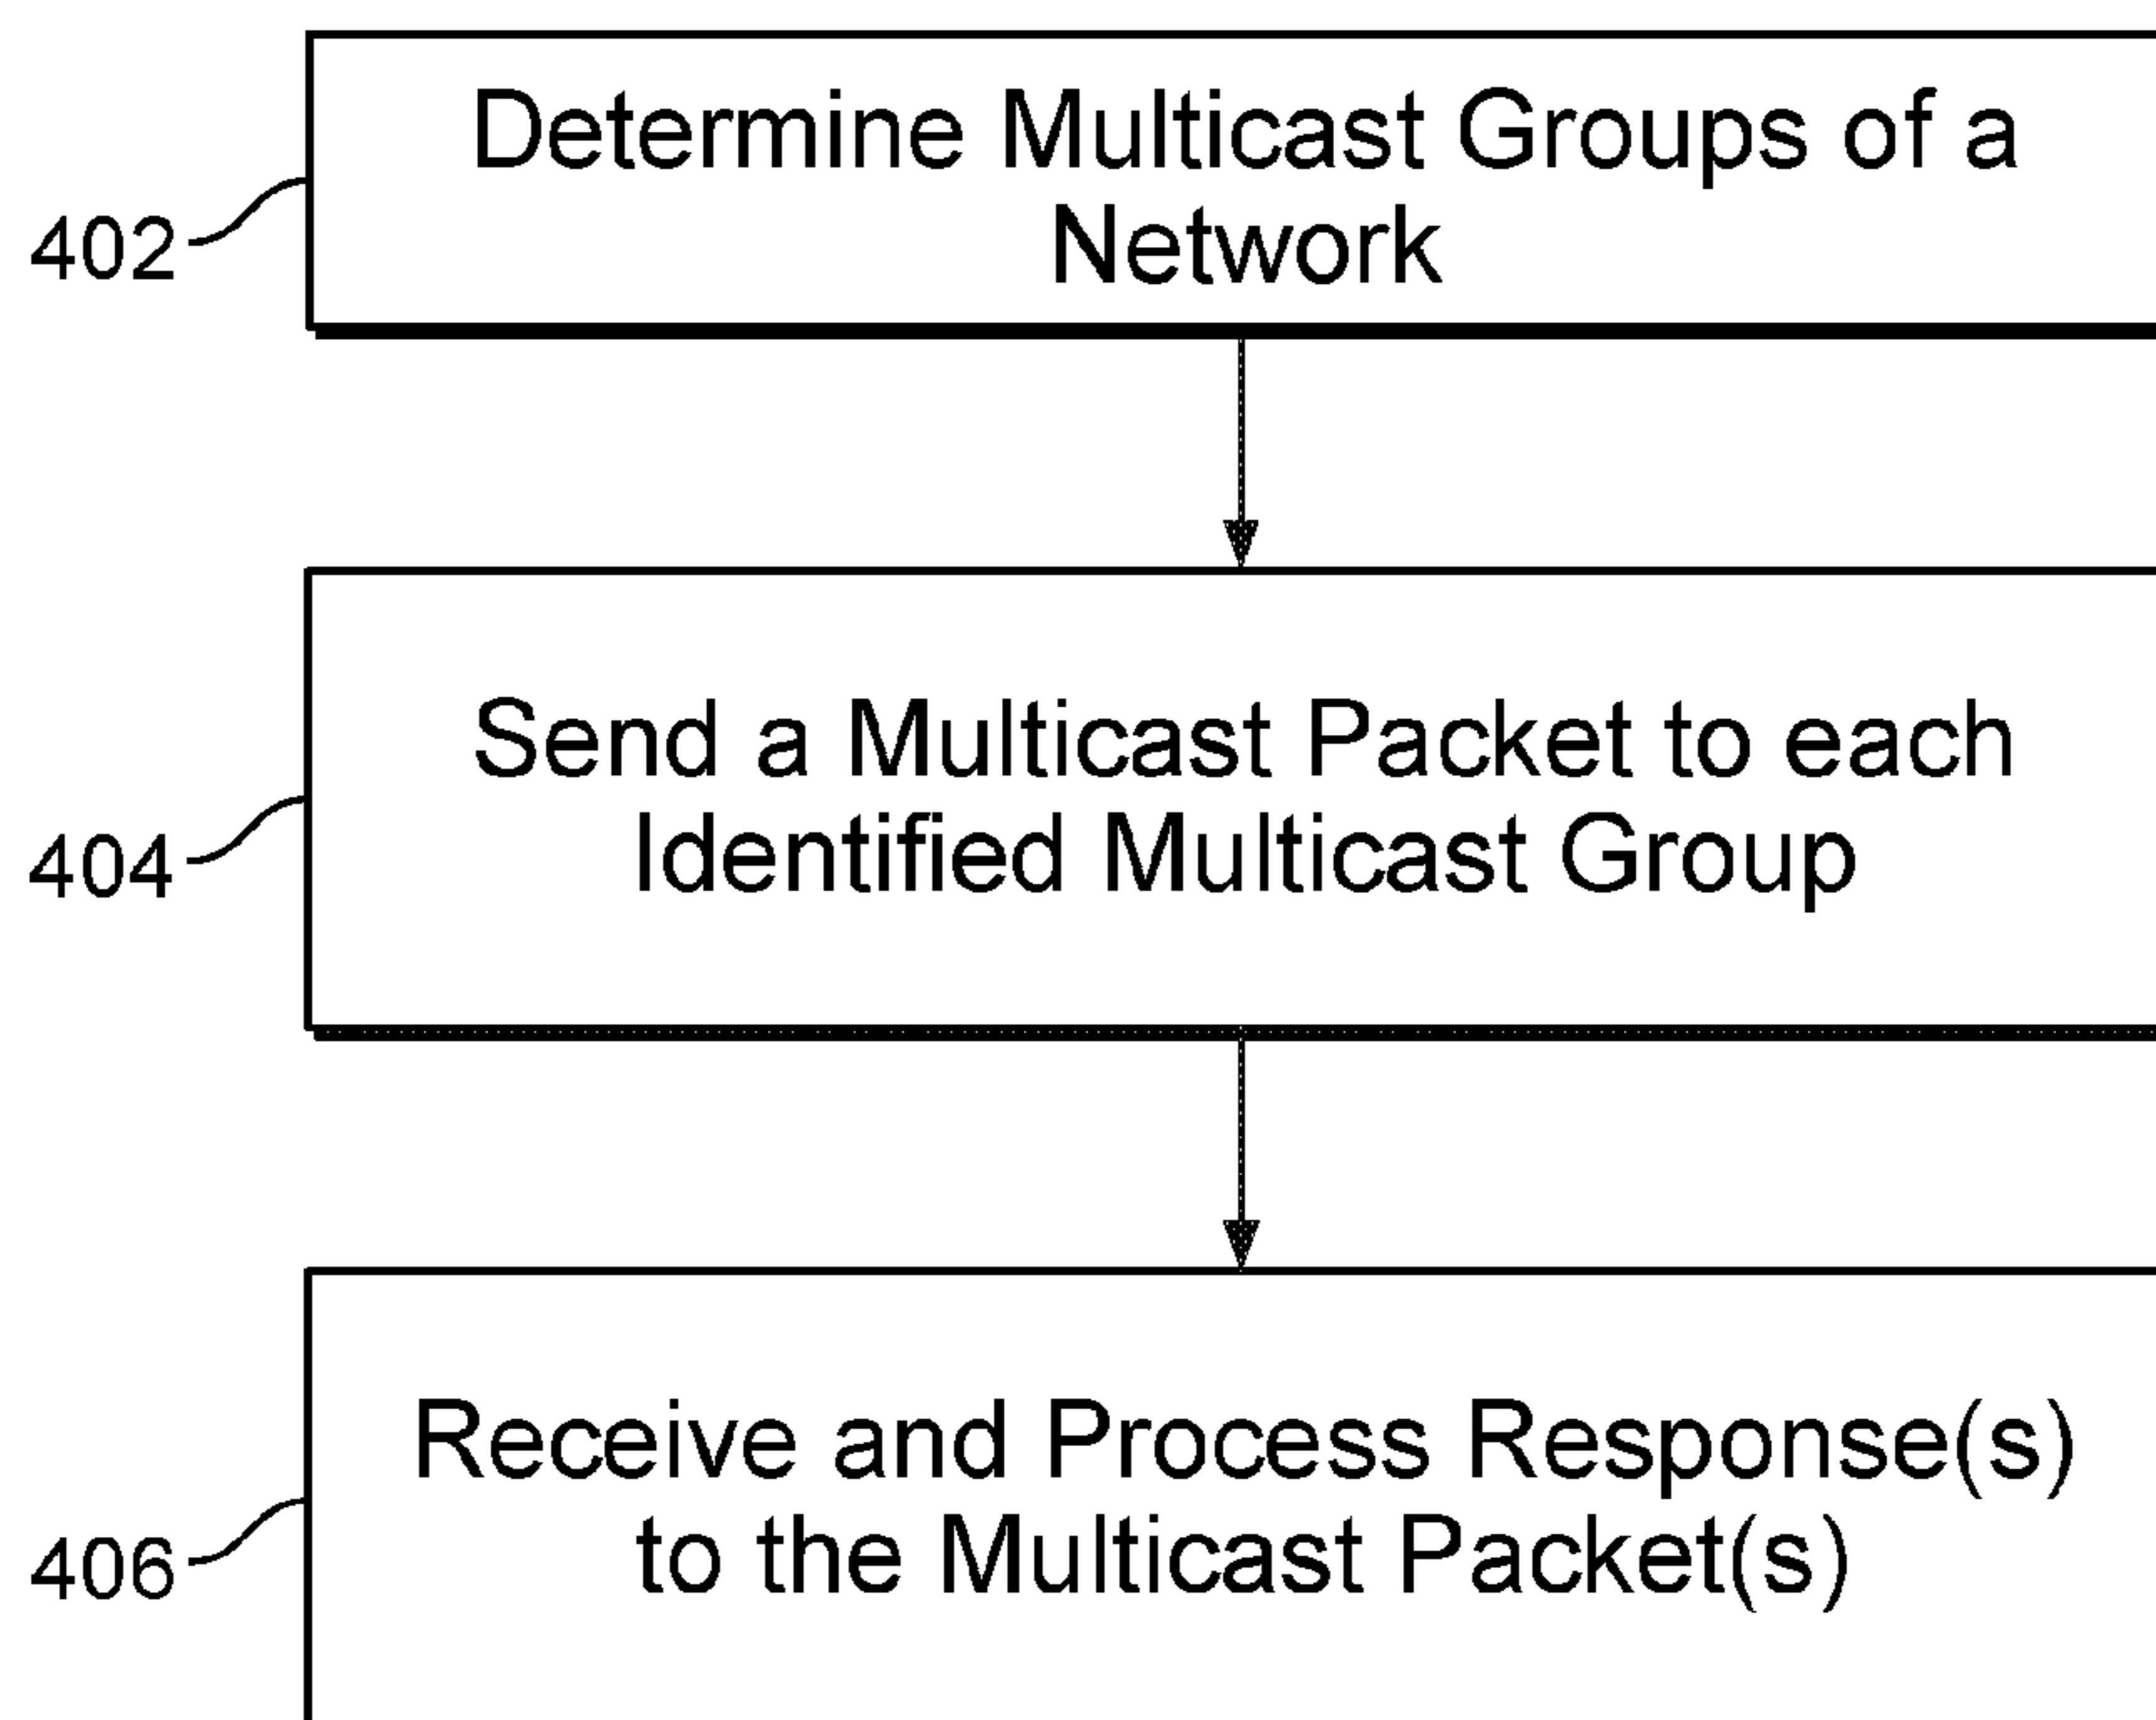 Determine Multicast Groups of a
Network
402
Send a Multicast Packet to each
Identified Multicast Group
404
Receive and Process Response(s)
to the Multicast Packet(s)
406